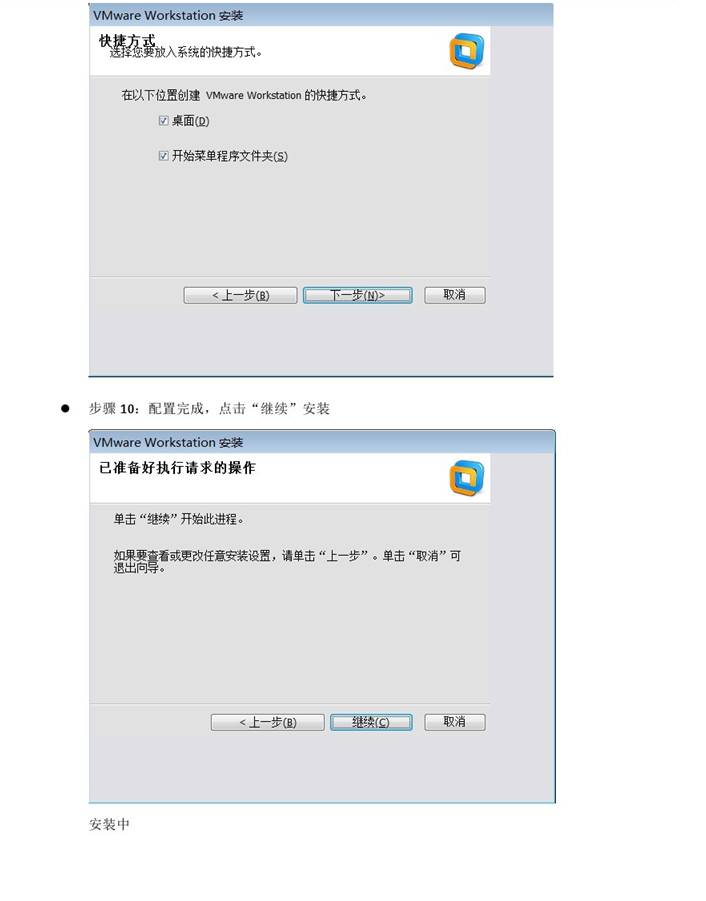 VMware Workstation 安装
快捷方式
选择您要放入系统的快捷方式。
在以下位置创建 VMware Workstation 的快捷方式。
桌面(D)
开始菜单程序文件夹(S)
< 上一步(B) 下一步(N)> 取消
● 步骤 10：配置完成，点击“继续”安装
VMware Workstation 安装
已准备好执行请求的操作
单击“继续”开始此进程。
如果要查看或更改任意安装设置，请单击“上一步”。单击“取消”可
退出向导。
< 上一步(B) 继续(C) 取消
安装中